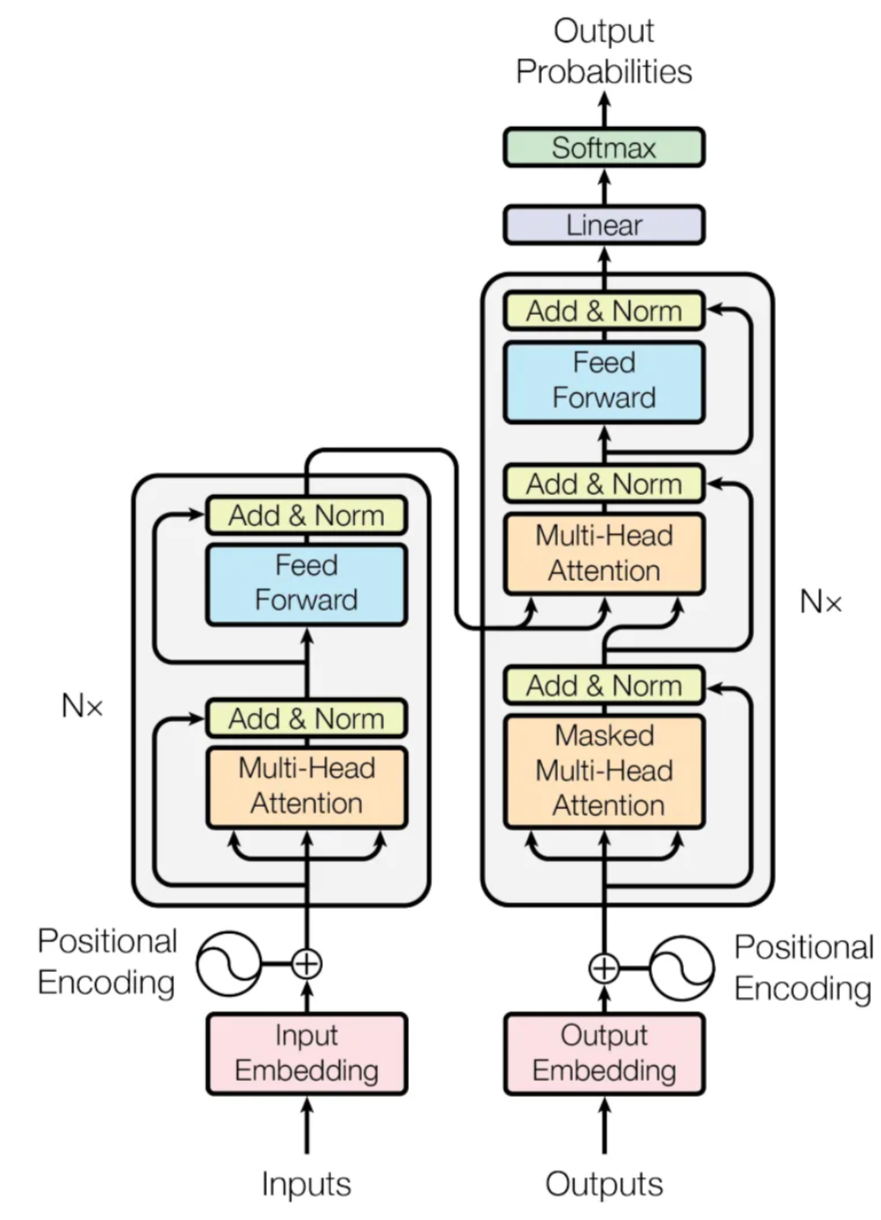 Output
Probabilities
Softmax
Linear
Add & Norm
Feed
Forward
Add & Norm
Multi-Head
Attention
N×
Add & Norm
Masked
Multi-Head
Attention
Positional
Encoding
Output
Embedding
Outputs
Add & Norm
Feed
Forward
N×
Add & Norm
Multi-Head
Attention
Positional
Encoding
Input
Embedding
Inputs